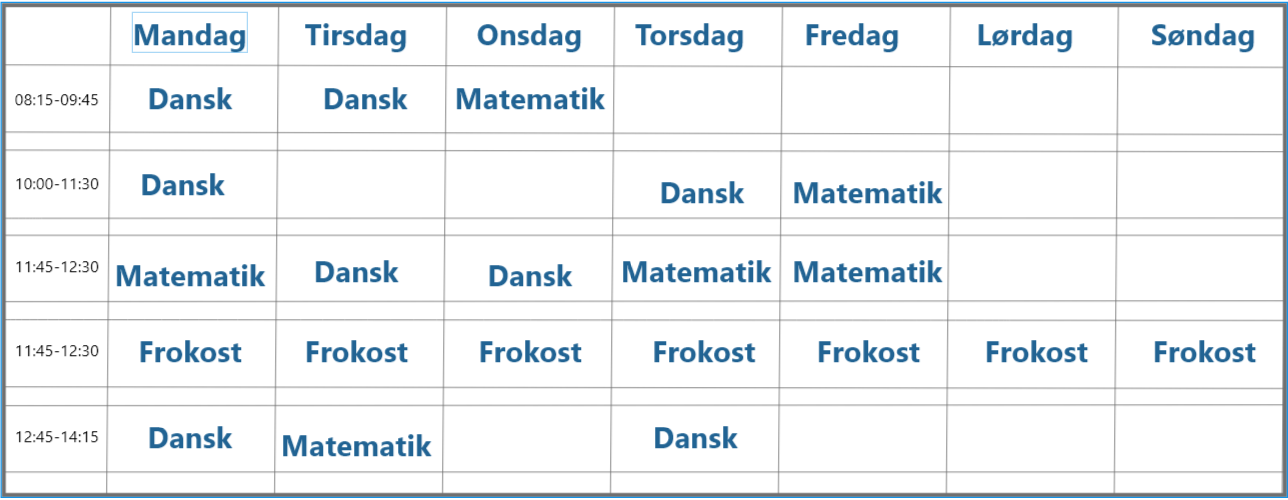 Mandag Tirsdag Onsdag Torsdag Fredag Lørdag Søndag
08:15-09:45 Dansk Dansk Matematik
10:00-11:30 Dansk Dansk Matematik
11:45-12:30 Matematik Dansk Dansk Matematik Matematik
11:45-12:30 Frokost Frokost Frokost Frokost Frokost Frokost Frokost
12:45-14:15 Dansk Matematik Dansk